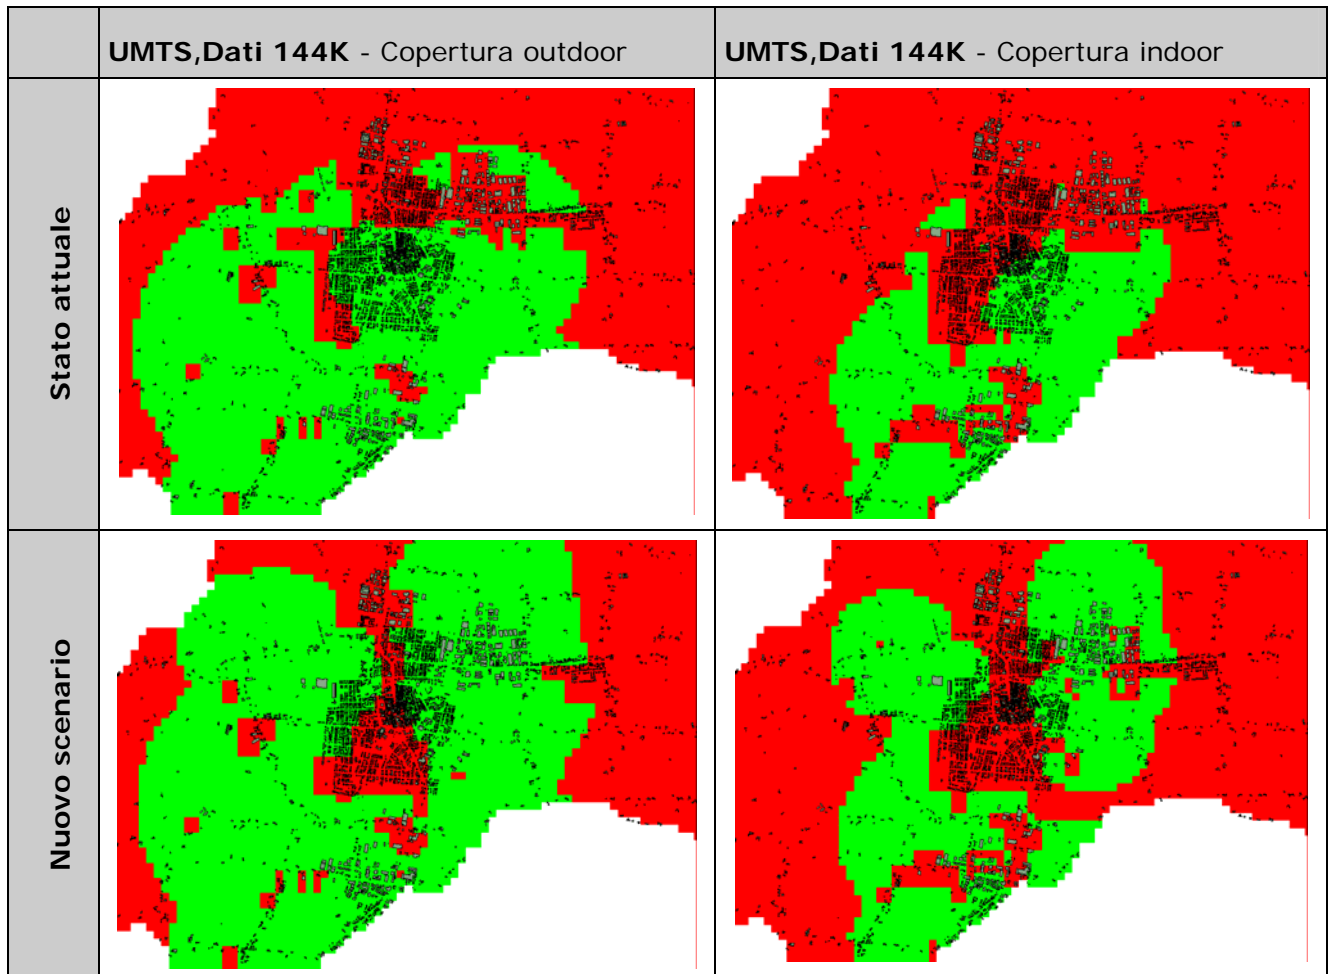 UMTS,Dati 144K - Copertura outdoor
UMTS,Dati 144K - Copertura indoor
Stato attuale
Nuovo scenario